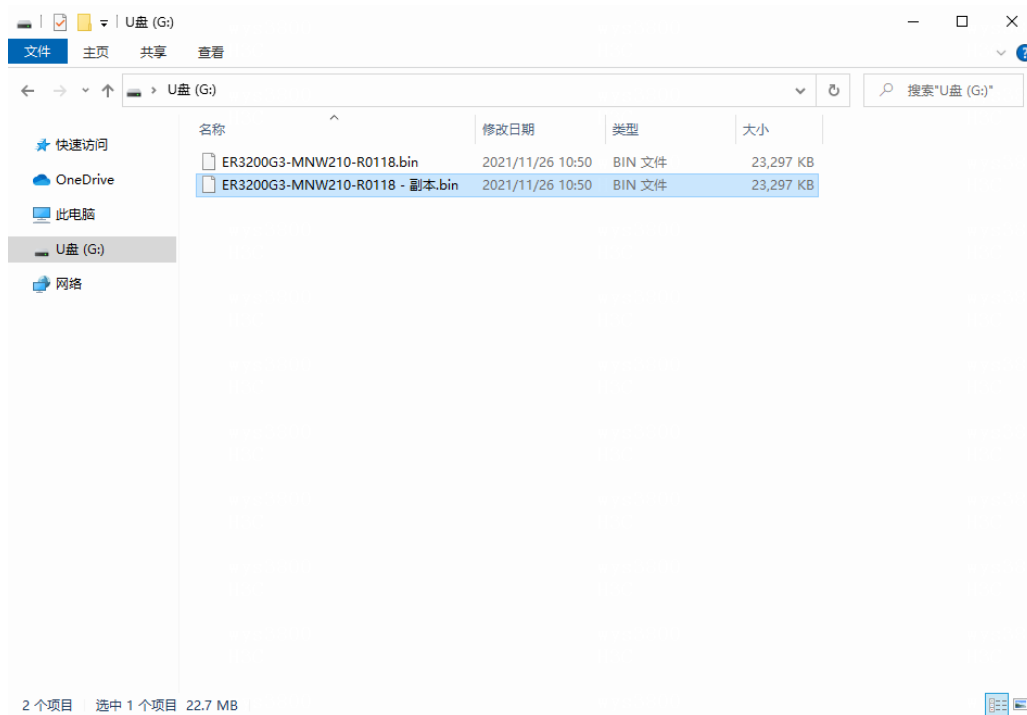 U盘 (G:)
文件 主页 共享 查看
U盘 (G:) 搜索"U盘 (G:)"
名称 修改日期 类型 大小
快速访问
ER3200G3-MNW210-R0118.bin 2021/11/26 10:50 BIN 文件 23,297 KB
OneDrive
ER3200G3-MNW210-R0118 - 副本.bin 2021/11/26 10:50 BIN 文件 23,297 KB
此电脑
U盘 (G:)
网络
2 个项目 选中 1 个项目 22.7 MB